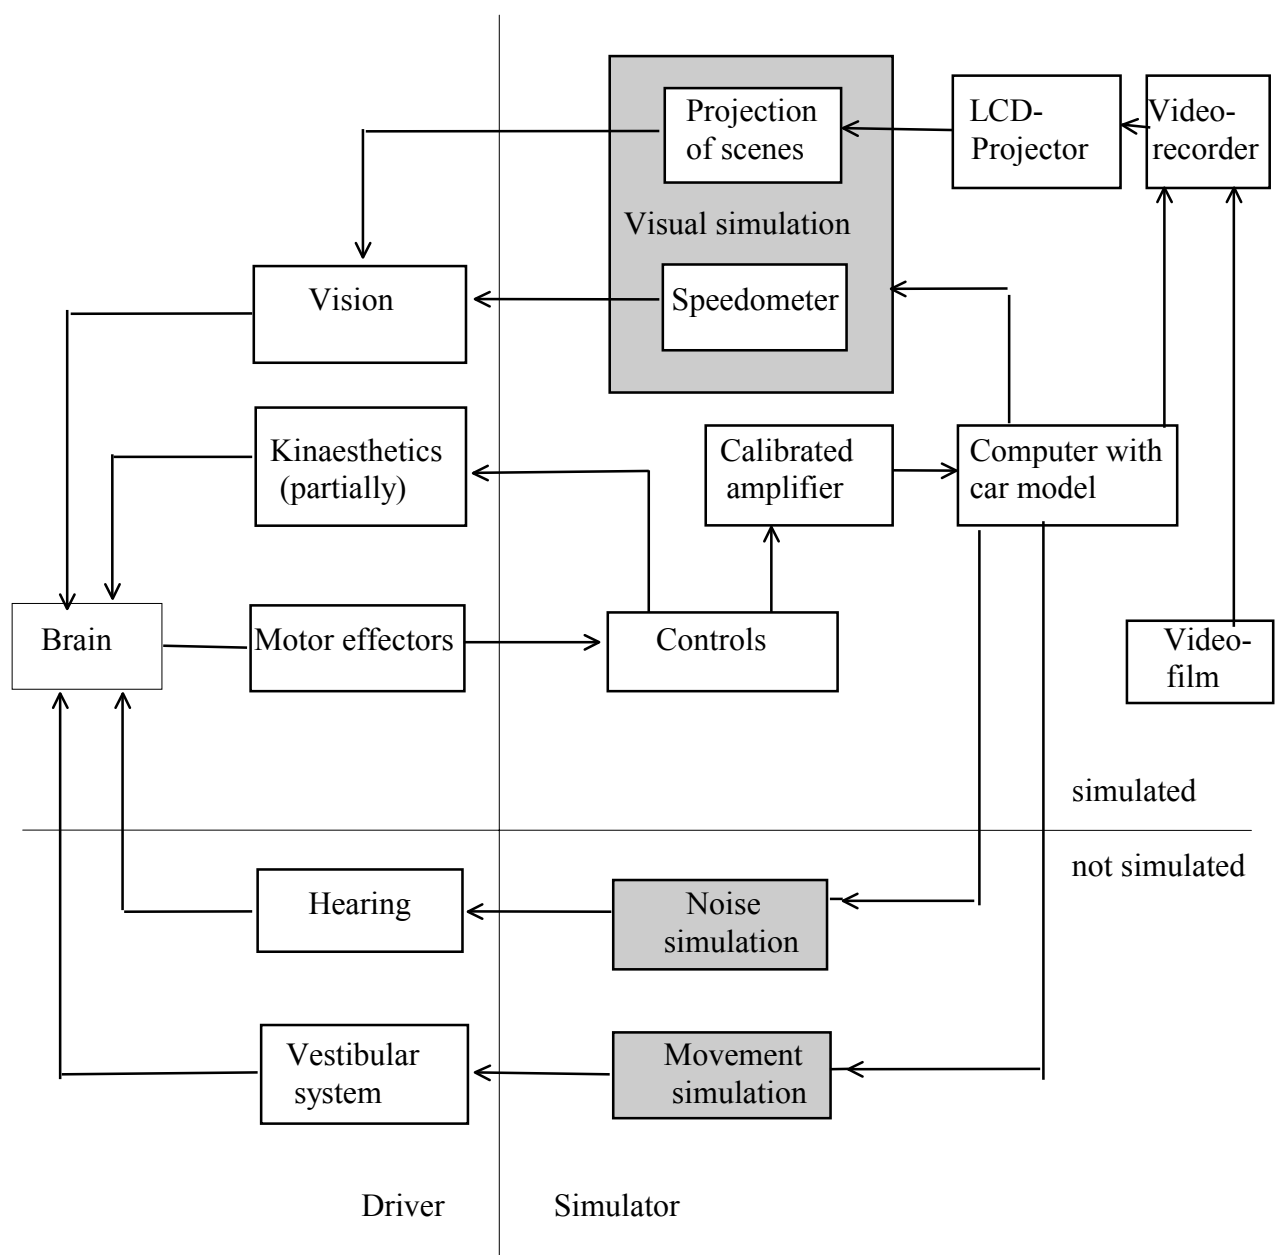 Projection
of scenes
LCD-
Projector
Video-
recorder
Visual simulation
Vision
Speedometer
Kinaesthetics
(partially)
Calibrated
amplifier
Computer with
car model
Brain
Motor effectors
Controls
Video-
film
simulated
not simulated
Hearing
Noise
simulation
Vestibular
system
Movement
simulation
Driver
Simulator